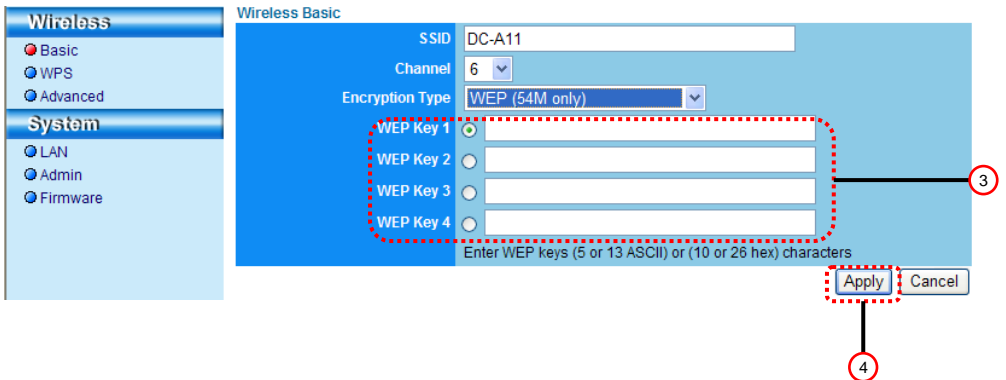 Wireless
Basic
WPS
Advanced
System
LAN
Admin
Firmware
Wireless Basic
SSID DC-A11
Channel 6
Encryption Type WEP (54M only)
WEP Key 1
WEP Key 2
WEP Key 3
WEP Key 4
Enter WEP keys (5 or 13 ASCII) or (10 or 26 hex) characters
Apply Cancel
3
4